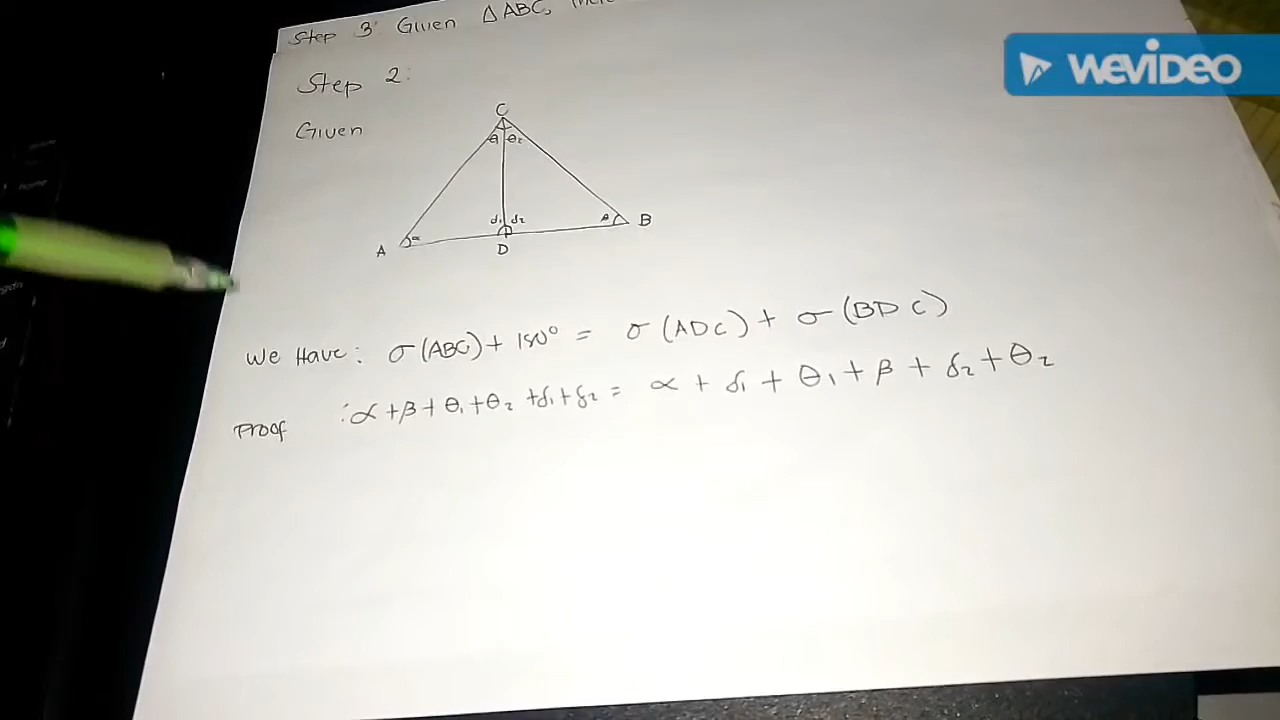 Step 3: Given △ABC,
WEVIDEO
Step 2:
Given
C
θ₁ θ₂
δ₁ δ₂
β B
A α
D
We Have: σ(ABC) + 180° = σ(ADC) + σ(BDC)
Proof : α + β + θ₁ + θ₂ + δ₁ + δ₂ = α + δ₁ + θ₁ + β + δ₂ + θ₂